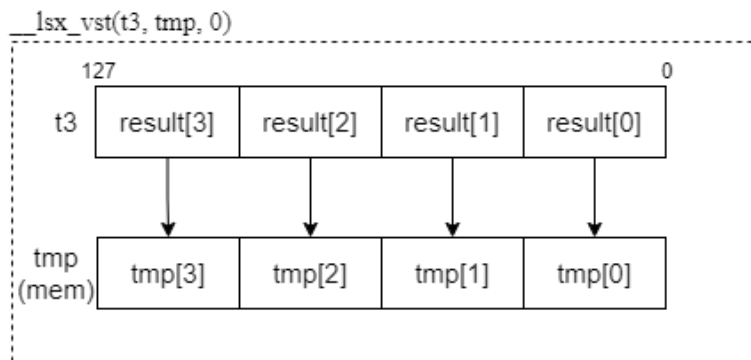 __lsx_vst(t3, tmp, 0)
127 0
t3 result[3] result[2] result[1] result[0]
tmp
(mem) tmp[3] tmp[2] tmp[1] tmp[0]